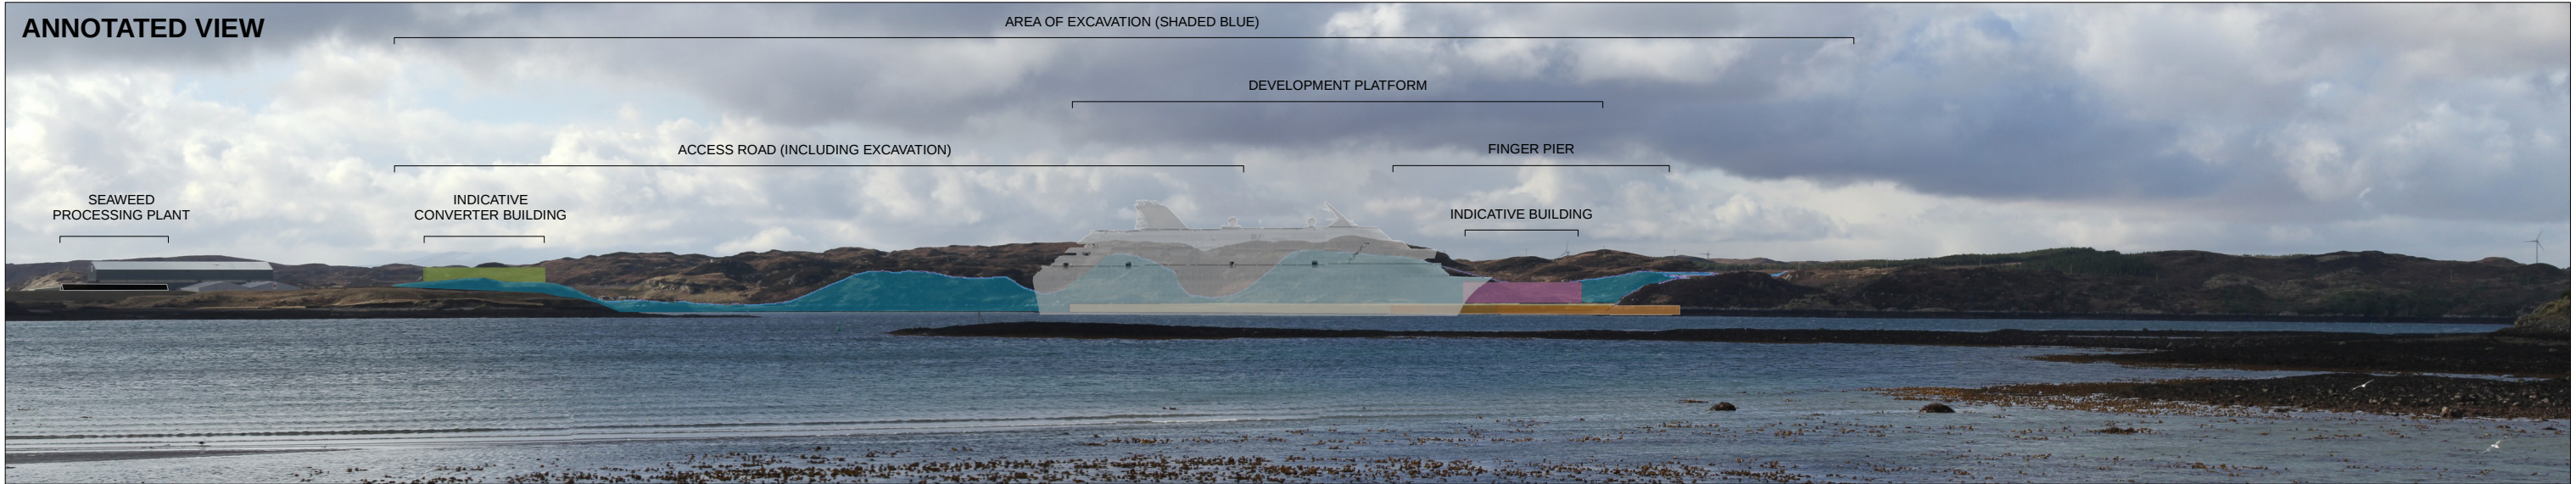 ANNOTATED VIEW
AREA OF EXCAVATION (SHADED BLUE)
DEVELOPMENT PLATFORM
ACCESS ROAD (INCLUDING EXCAVATION)
FINGER PIER
SEAWEED
PROCESSING PLANT
INDICATIVE
CONVERTER BUILDING
INDICATIVE BUILDING